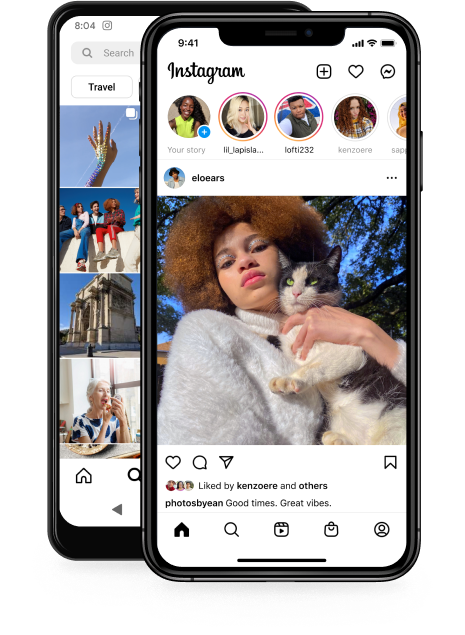 8:04
Search
Travel
9:41
Instagram
Your story
lil_lapisla...
lofti232
kenzoere
sapp
eloears
Liked by kenzoere and others
photosbyean Good times. Great vibes.